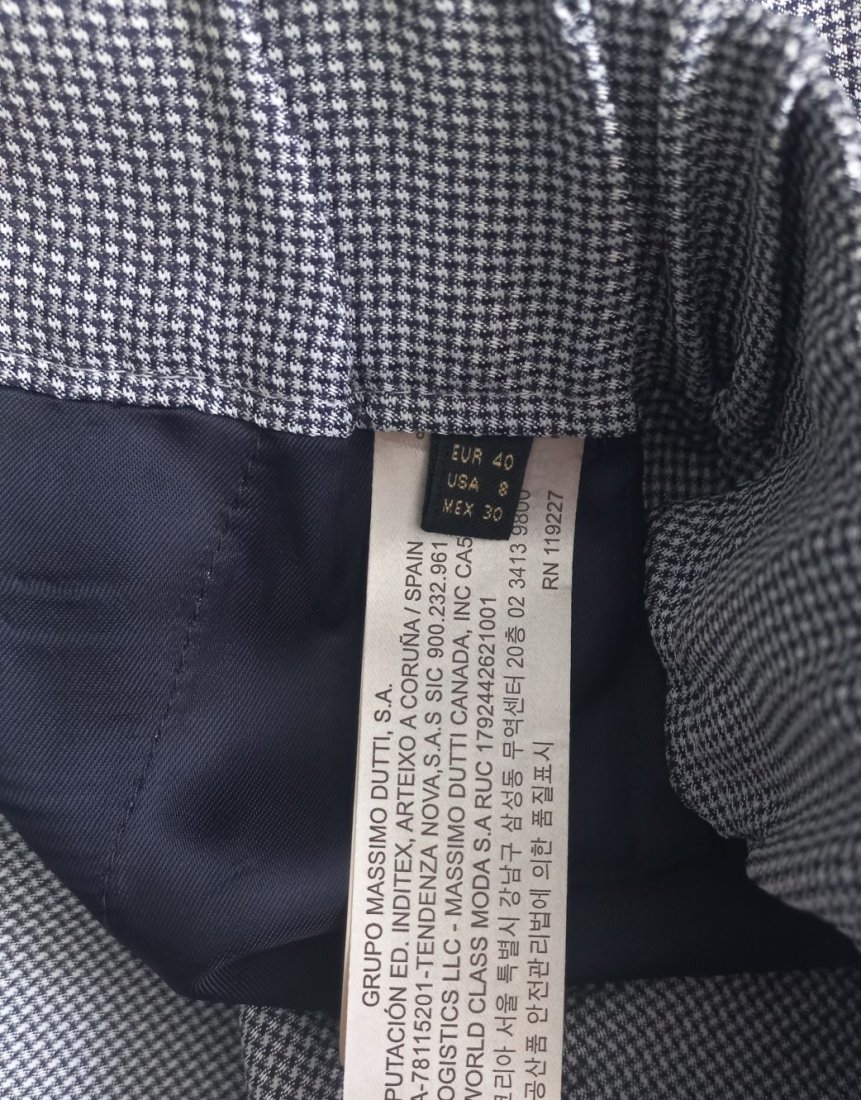 EUR 40
USA 8
MEX 30
GRUPO MASSIMO DUTTI, S.A.
PUTACIÓN ED. INDITEX, ARTEIXO A CORUÑA / SPAIN
A-78115201-TENDENZA NOVA,S.A.S SIC 900.232.961
OGISTICS LLC - MASSIMO DUTTI CANADA, INC CA5
WORLD CLASS MODA S.A RUC 1792442621001
코리아 서울 특별시 강남구 삼성동 무역센터 20층 02 3413 9800
공산품 안전관리법에 의한 품질표시
RN 119227